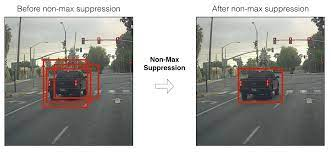 Before non-max suppression
After non-max suppression
Non-Max
Suppression